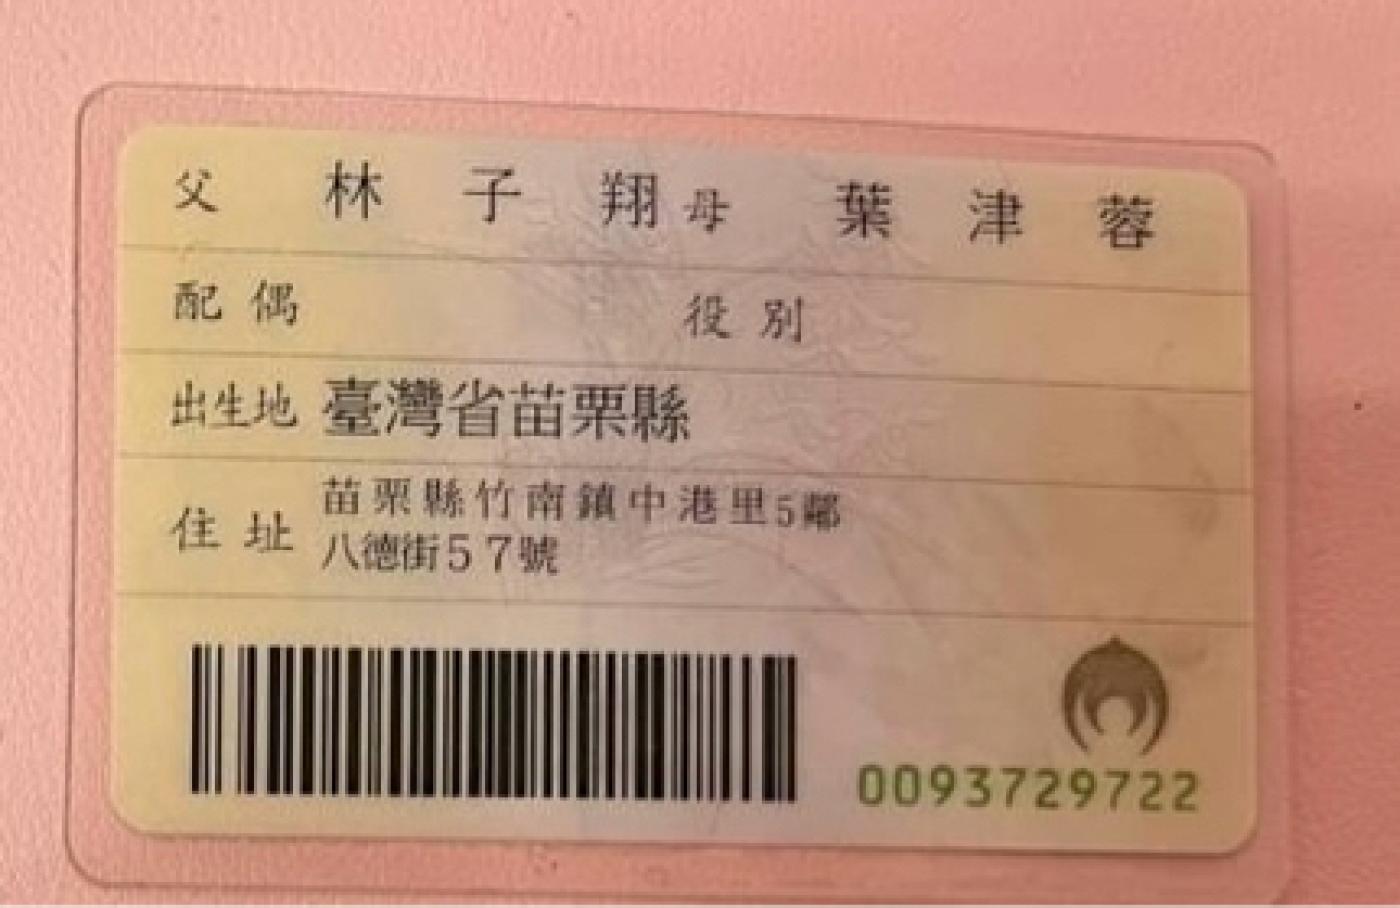 父 林子翔 母 葉津蓉
配偶 役別
出生地 臺灣省苗栗縣
住址 苗栗縣竹南鎮中港里5鄰
八德街57號
0093729722